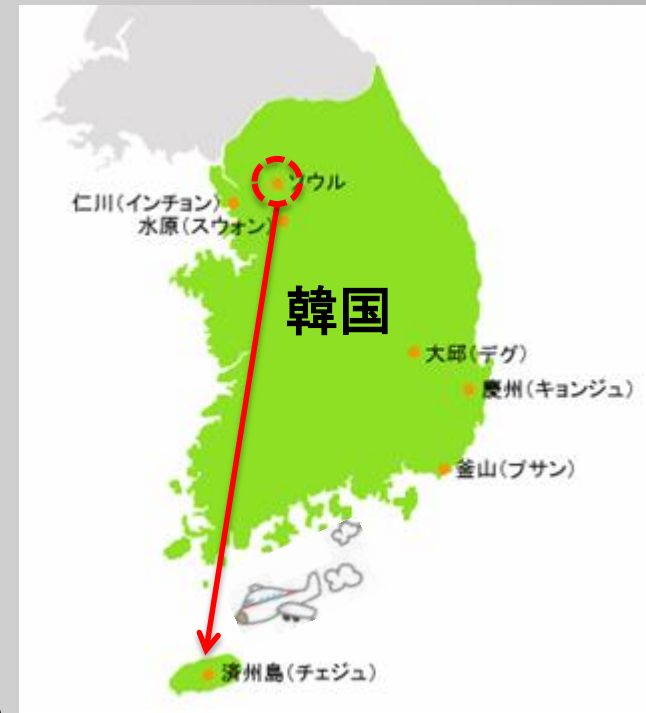 ソウル
仁川(インチョン)
水原(スウォン)
韓国
大邱(デグ)
慶州(キョンジュ)
釜山(プサン)
済州島(チェジュ)